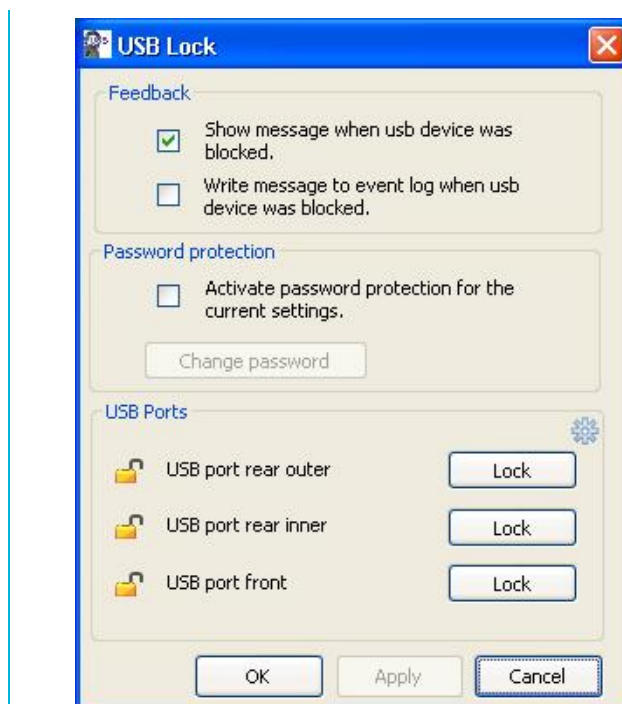 USB Lock
Feedback
Show message when usb device was
blocked.
Write message to event log when usb
device was blocked.
Password protection
Activate password protection for the
current settings.
Change password
USB Ports
USB port rear outer
Lock
USB port rear inner
Lock
USB port front
Lock
OK
Apply
Cancel